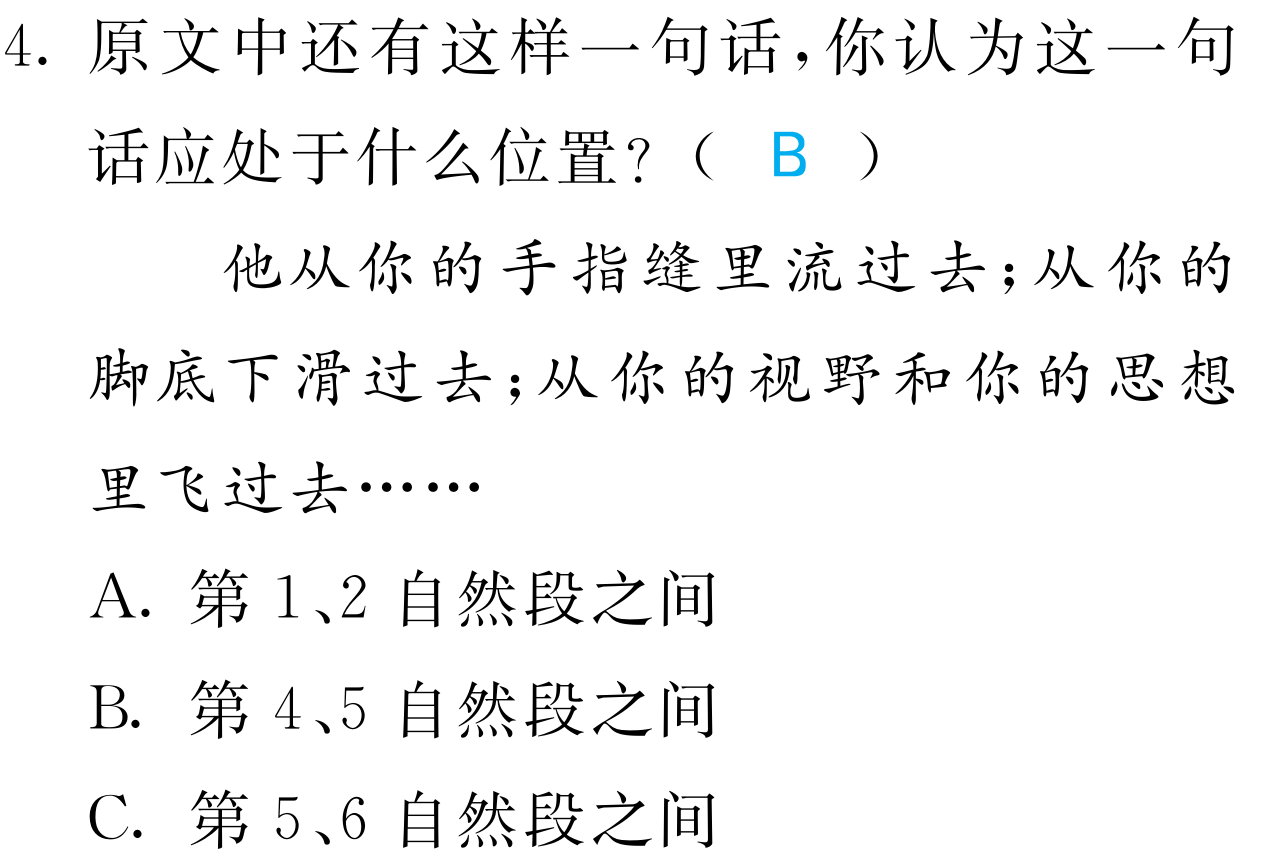 4. 原文中还有这样一句话,你认为这一句
话应处于什么位置?( B )
他从你的手指缝里流过去;从你的
脚底下滑过去;从你的视野和你的思想
里飞过去……
A. 第 1、2 自然段之间
B. 第 4、5 自然段之间
C. 第 5、6 自然段之间